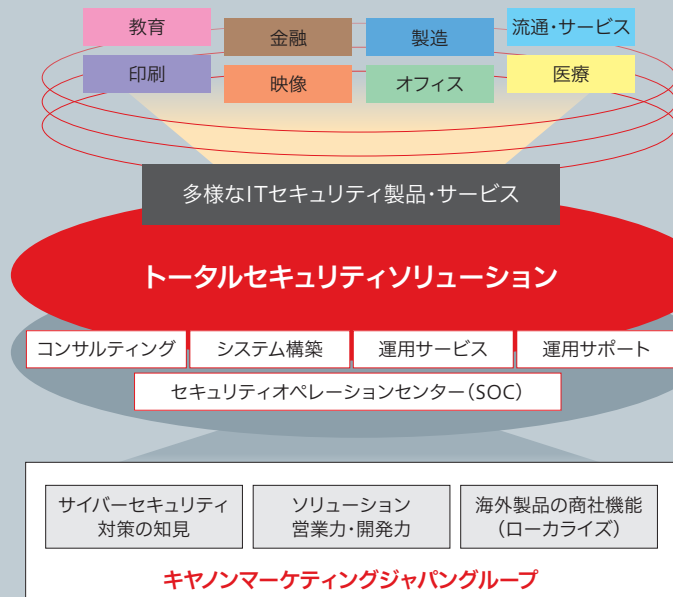 教育
金融
製造
流通・サービス
印刷
映像
オフィス
医療
多様なITセキュリティ製品・サービス
トータルセキュリティソリューション
コンサルティング
システム構築
運用サービス
運用サポート
セキュリティオペレーションセンター（SOC）
サイバーセキュリティ
対策の知見
ソリューション
営業力・開発力
海外製品の商社機能
（ローカライズ）
キヤノンマーケティングジャパングループ